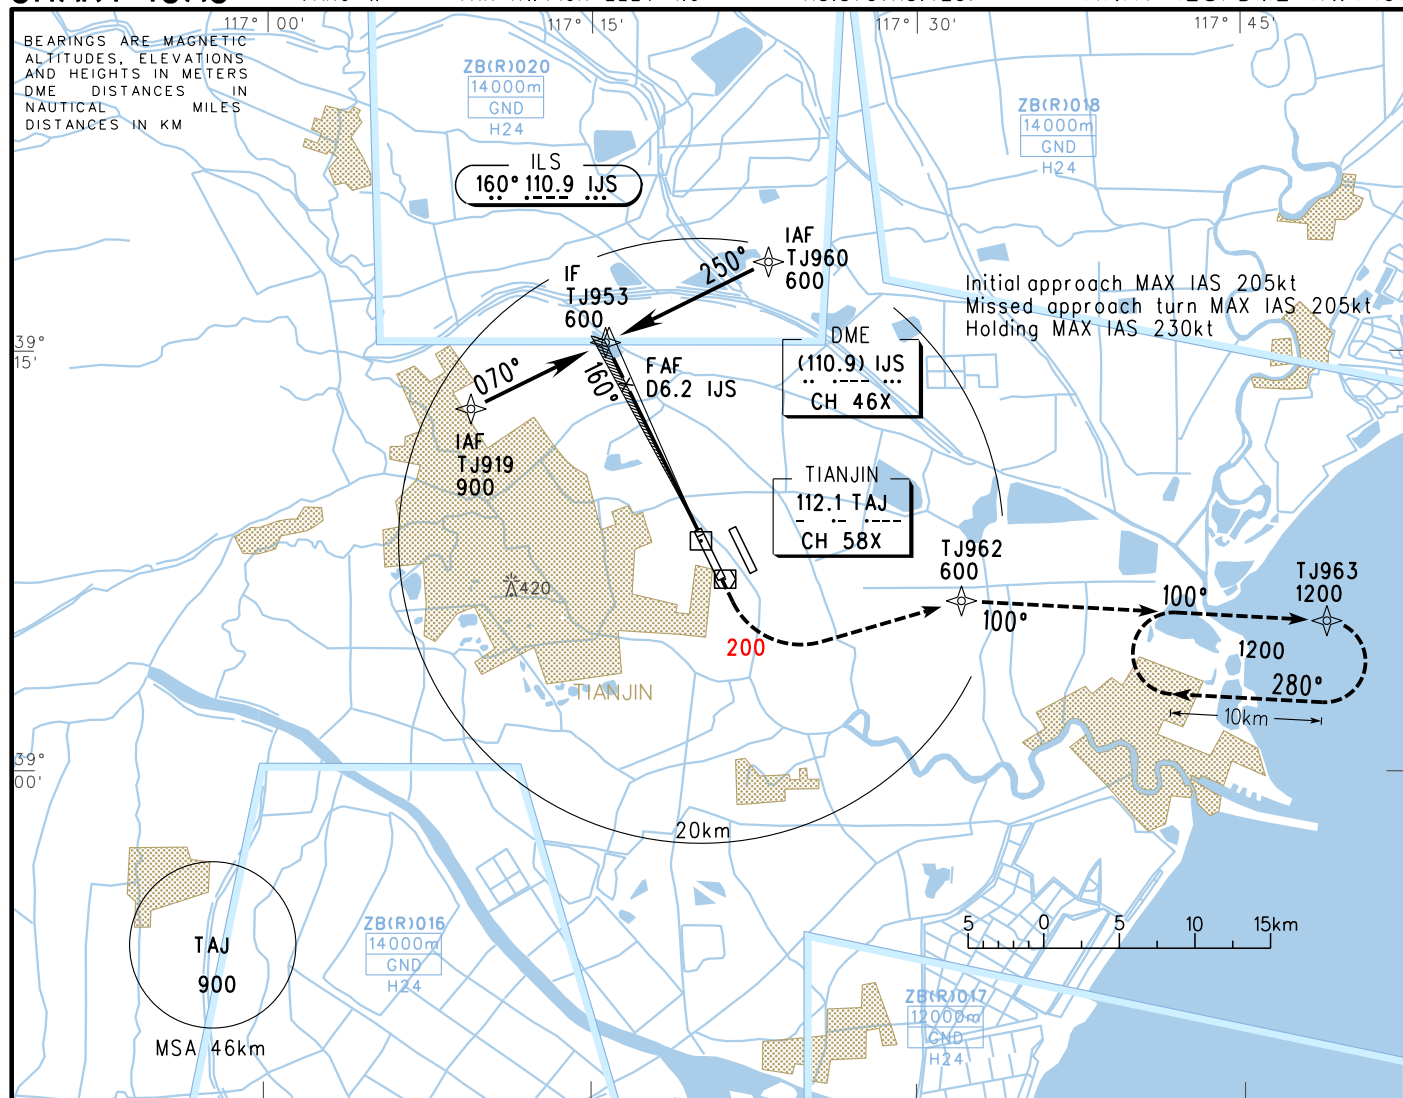 117° 00'
117° 15'
117° 30'
117° 45'
BEARINGS ARE MAGNETIC
ALTITUDES, ELEVATIONS
AND HEIGHTS IN METERS
DME DISTANCES IN
NAUTICAL MILES
DISTANCES IN KM
ZB(R)020
14000m
GND
H24
ZB(R)018
14000m
GND
H24
ILS
160° 110.9 IJS
IAF
TJ960
600
250°
IF
TJ953
600
Initial approach MAX IAS 205kt
Missed approach turn MAX IAS 205kt
Holding MAX IAS 230kt
39°
15'
DME
(110.9) IJS
CH 46X
070°
160°
FAF
D6.2 IJS
IAF
TJ919
900
TIANJIN
112.1 TAJ
CH 58X
TJ962
600
TJ963
1200
420
100°
100°
200
1200
280°
10km
TIANJIN
39°
00'
20km
TAJ
900
MSA 46km
ZB(R)016
14000m
GND
H24
5 0 5 10 15km
ZB(R)017
12000m
GND
H24